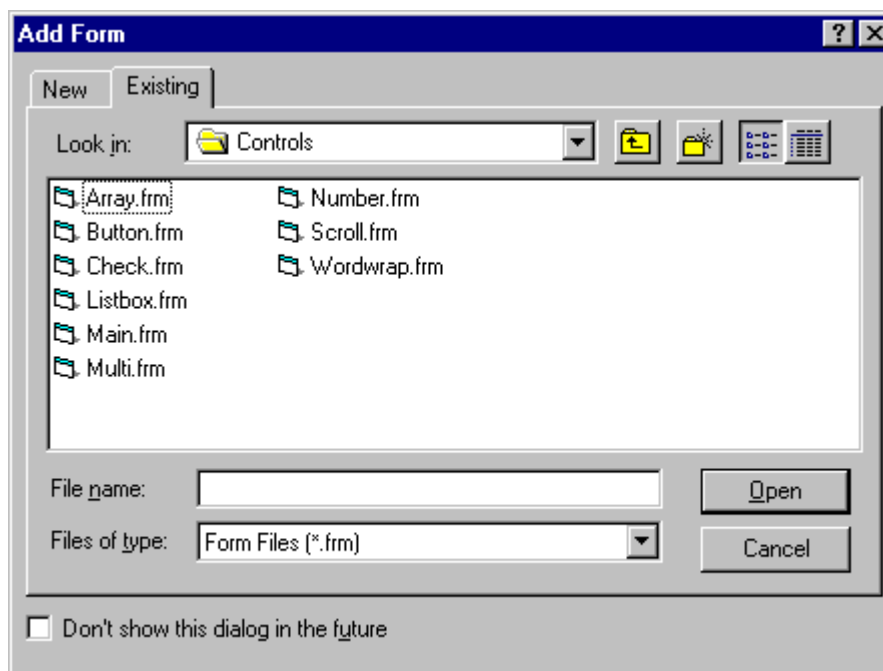 Add Form
New Existing
Look in: Controls
Array.frm Number.frm
Button.frm Scroll.frm
Check.frm Wordwrap.frm
Listbox.frm
Main.frm
Multi.frm
File name: Open
Files of type: Form Files (*.frm) Cancel
Don't show this dialog in the future